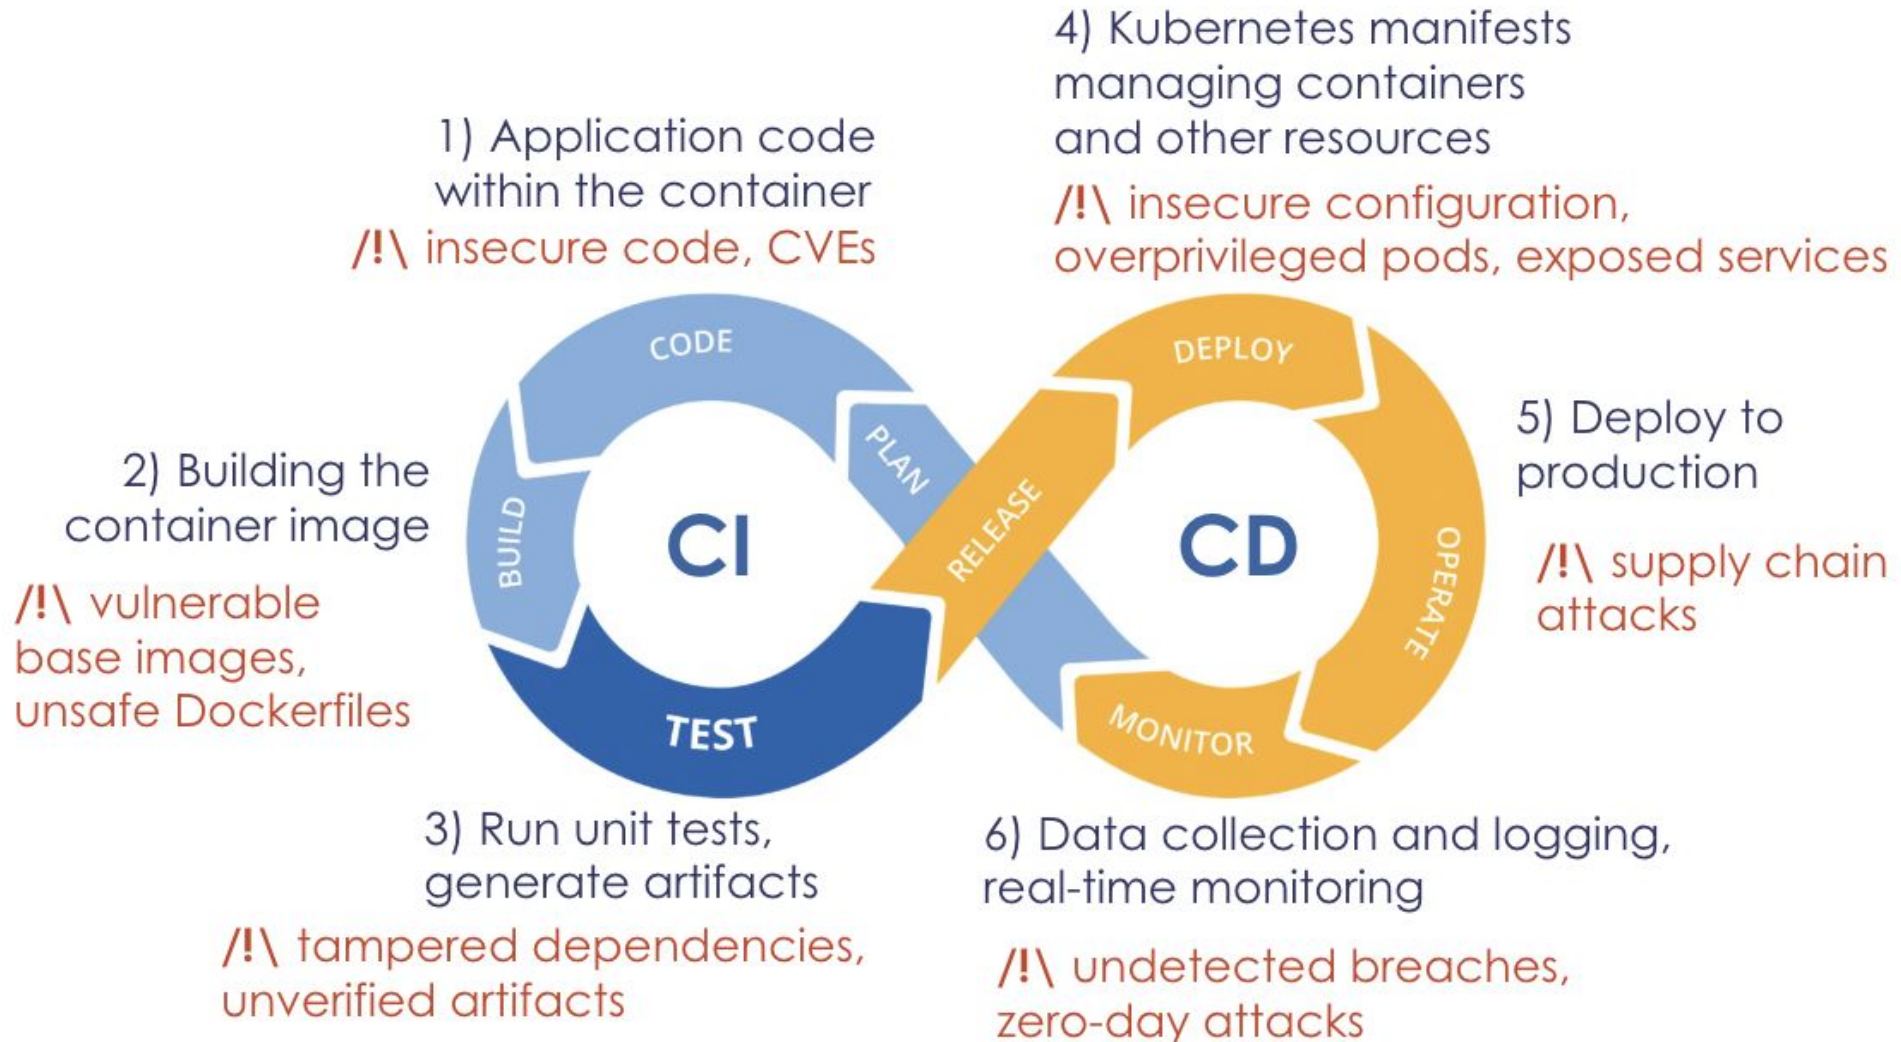 1) Application code
within the container
/!\ insecure code, CVEs
2) Building the
container image
/!\ vulnerable
base images,
unsafe Dockerfiles
3) Run unit tests,
generate artifacts
/!\ tampered dependencies,
unverified artifacts
4) Kubernetes manifests
managing containers
and other resources
/!\ insecure configuration,
overprivileged pods, exposed services
5) Deploy to
production
/!\ supply chain
attacks
6) Data collection and logging,
real-time monitoring
/!\ undetected breaches,
zero-day attacks
CI
PLAN
CODE
BUILD
TEST
CD
RELEASE
DEPLOY
OPERATE
MONITOR